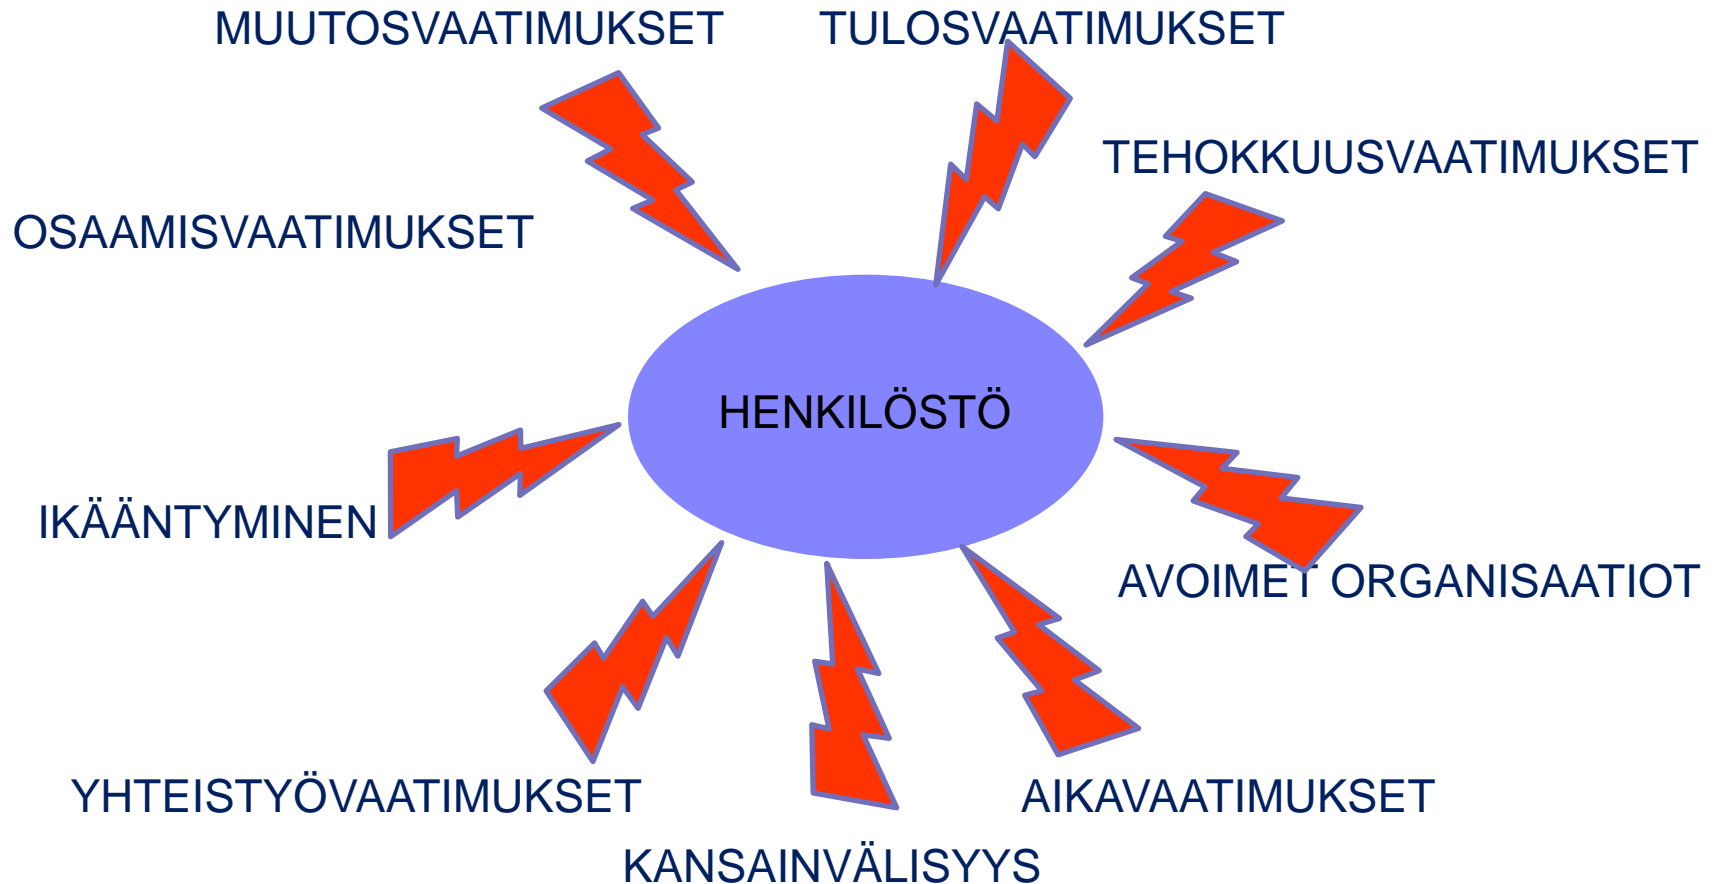 MUUTOSVAATIMUKSET
TULOSVAATIMUKSET
TEHOKKUUSVAATIMUKSET
OSAAMISVAATIMUKSET
HENKILÖSTÖ
IKÄÄNTYMINEN
AVOIMET ORGANISAATIOT
YHTEISTYÖVAATIMUKSET
AIKAVAATIMUKSET
KANSAINVÄLISYYS